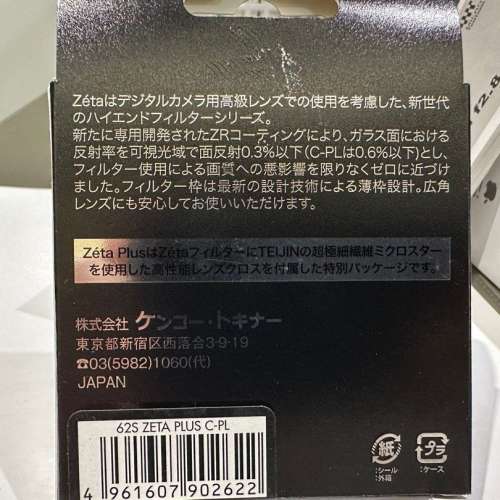 Zétaはデジタルカメラ用高級レンズでの使用を考慮した、新世代
のハイエンドフィルターシリーズ。
新たに専用開発されたZRコーティングにより、ガラス面における
反射率を可視光域で面反射0.3%以下(C-PLは0.6%以下)とし、
フィルター使用による画質への悪影響を限りなくゼロに近づけ
ました。フィルター枠は最新の設計技術による薄枠設計。広角
レンズにも安心してお使いいただけます。
Zéta PlusはZétaフィルターにTEIJINの超極細繊維ミクロスター
を使用した高性能レンズクロスを付属した特別パッケージです。
株式会社 ケンコー・トキナー
東京都新宿区西落合3-9-19
☎03(5982)1060(代)
JAPAN
62S ZETA PLUS C-PL
4 961607 902622
紙
:シール
:外箱
プラ
:ケース
f2.8